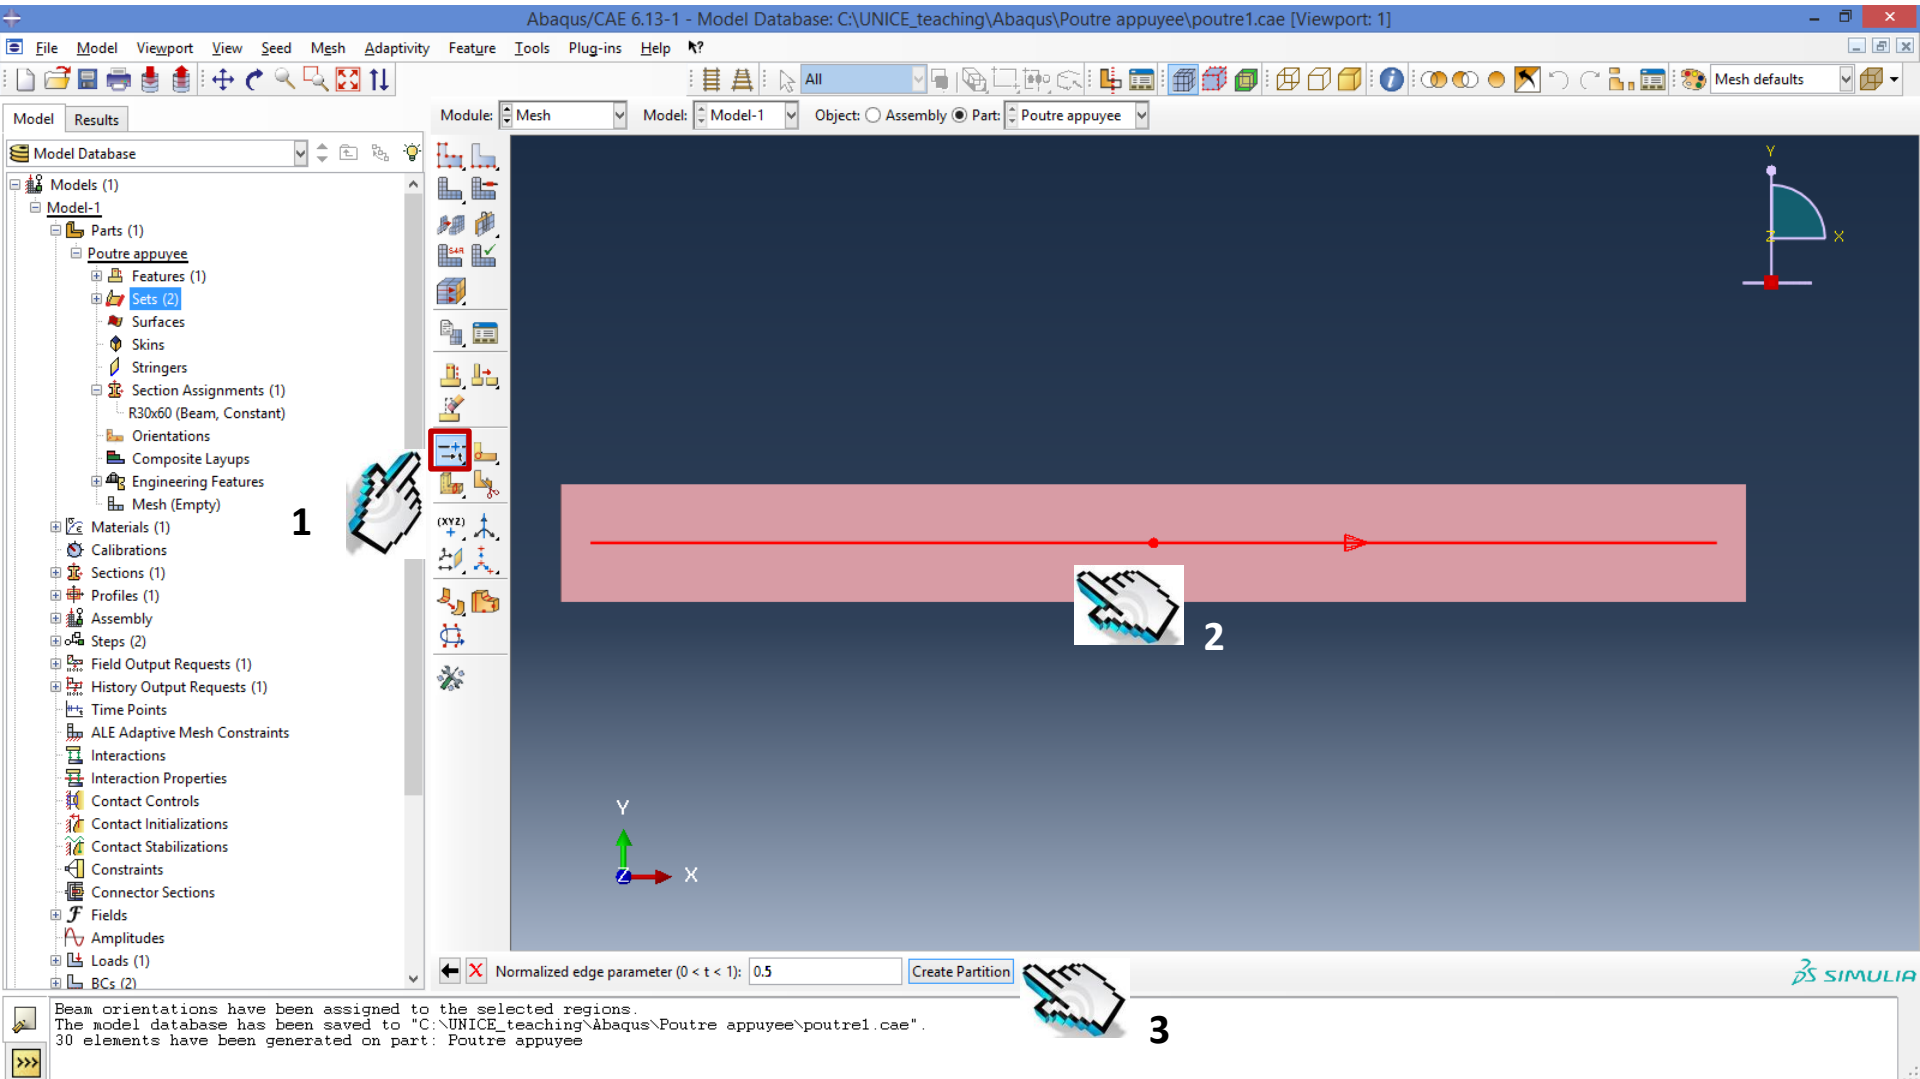 Abaqus/CAE 6.13-1 - Model Database: C:\UNICE_teaching\Abaqus\Poutre appuyee\poutre1.cae [Viewport: 1]
File Model Viewport View Seed Mesh Adaptivity Feature Tools Plug-ins Help
All
Mesh defaults
Model Results
Module: Mesh Model: Model-1 Object: Assembly Part: Poutre appuyee
Model Database
Models (1)
Model-1
Parts (1)
Poutre appuyee
Features (1)
Sets (2)
Surfaces
Skins
Stringers
Section Assignments (1)
R30x60 (Beam, Constant)
Orientations
Composite Layups
Engineering Features
Mesh (Empty)
Materials (1)
Calibrations
Sections (1)
Profiles (1)
Assembly
Steps (2)
Field Output Requests (1)
History Output Requests (1)
Time Points
ALE Adaptive Mesh Constraints
Interactions
Interaction Properties
Contact Controls
Contact Initializations
Contact Stabilizations
Constraints
Connector Sections
Fields
Amplitudes
Loads (1)
BCs (2)
(XYZ)
1
2
Y
Z
X
Y
Z
X
Normalized edge parameter (0 < t < 1): 0.5 Create Partition
SIMULIA
3
Beam orientations have been assigned to the selected regions.
The model database has been saved to "C:\UNICE_teaching\Abaqus\Poutre appuyee\poutre1.cae".
30 elements have been generated on part: Poutre appuyee
>>>